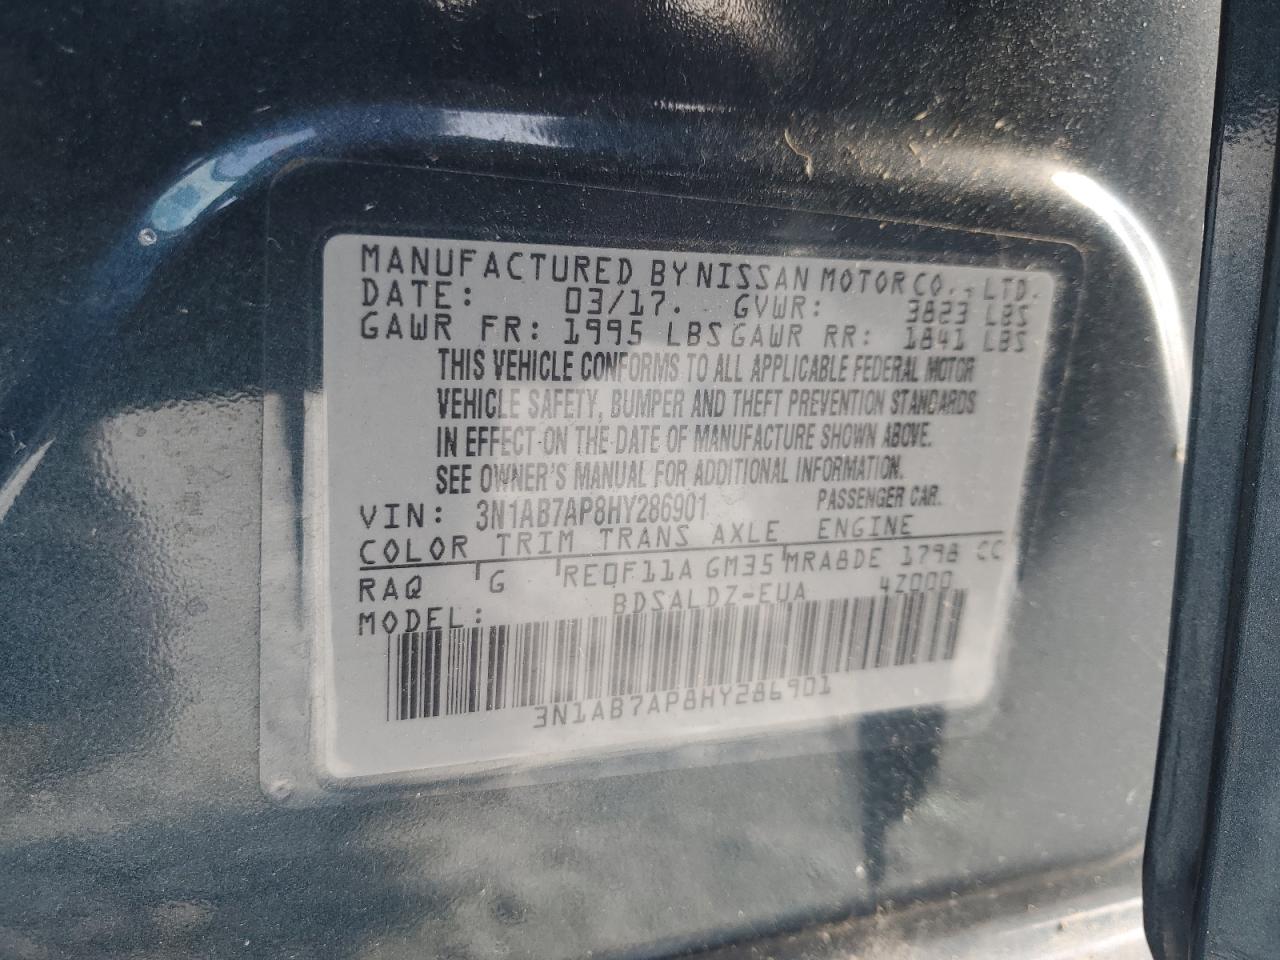 MANUFACTURED BY NISSAN MOTOR CO., LTD.
DATE: 03/17. GVWR: 3823 LBS
GAWR FR: 1995 LBS GAWR RR: 1841 LBS
THIS VEHICLE CONFORMS TO ALL APPLICABLE FEDERAL MOTOR
VEHICLE SAFETY, BUMPER AND THEFT PREVENTION STANDARDS
IN EFFECT ON THE DATE OF MANUFACTURE SHOWN ABOVE.
SEE OWNER'S MANUAL FOR ADDITIONAL INFORMATION.
VIN: 3N1AB7AP8HY286901 PASSENGER CAR.
COLOR TRIM TRANS AXLE ENGINE
RAQ G RE0F11A GM35 MRA8DE 1798 CC
MODEL: BDSALDZ-EUA 4Z000
3N1AB7AP8HY286901